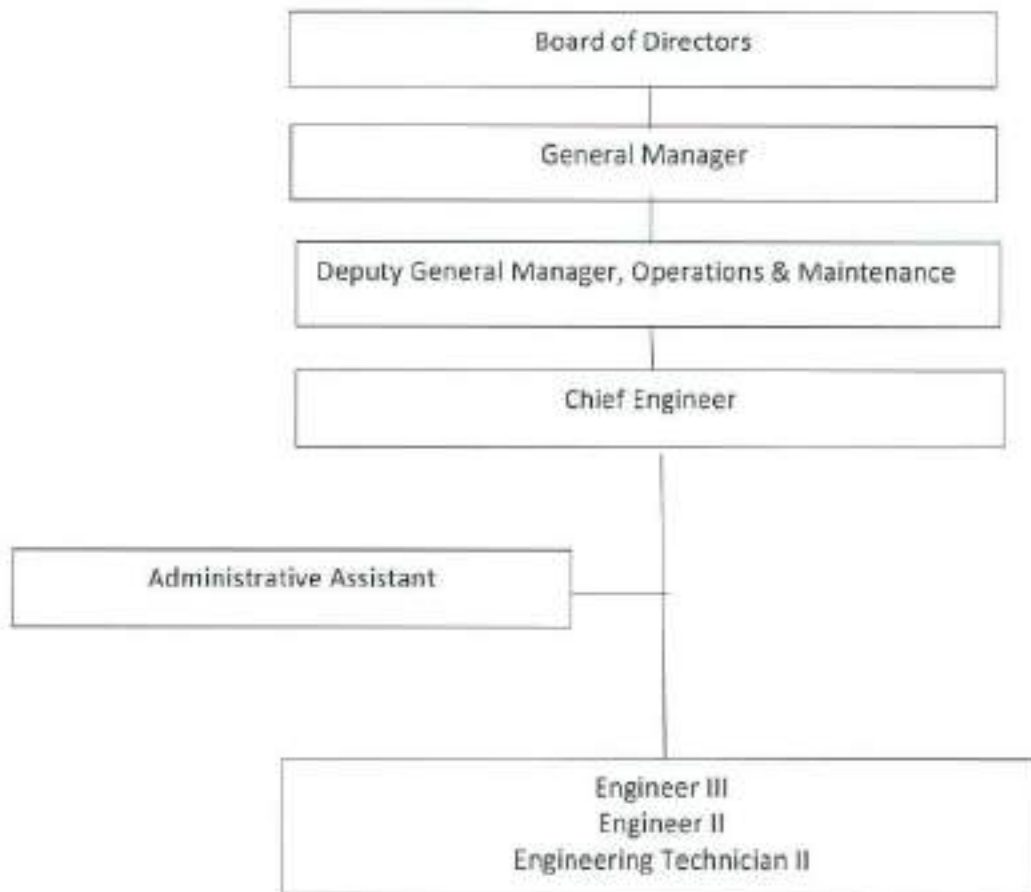 Board of Directors
General Manager
Deputy General Manager, Operations & Maintenance
Chief Engineer
Administrative Assistant
Engineer III
Engineer II
Engineering Technician II